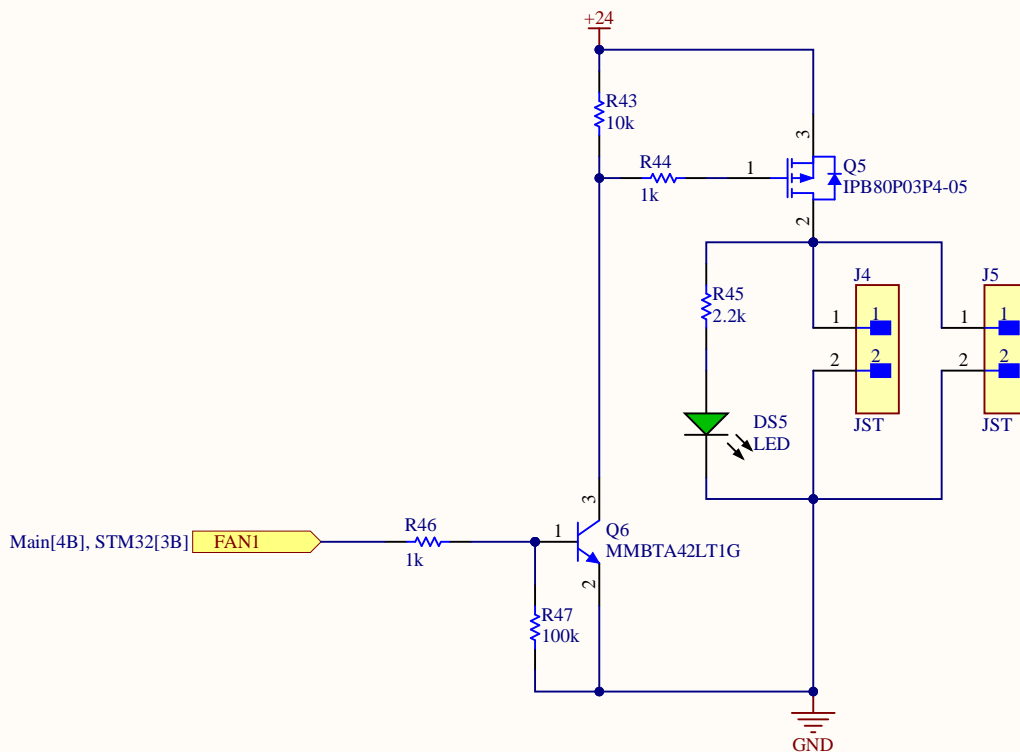 +24
R43
10k
R44
1k
1
3
Q5
IPB80P03P4-05
2
R45
2.2k
J4
1
1
2
2
JST
J5
1
1
2
2
JST
DS5
LED
3
Q6
MMBTA42LT1G
1
2
Main[4B], STM32[3B]
FAN1
R46
1k
R47
100k
GND